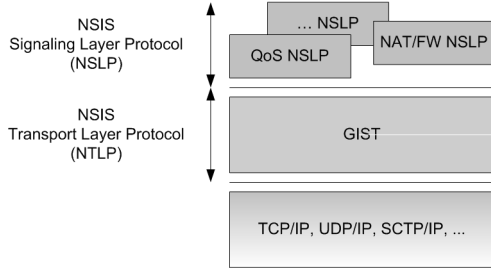 NSIS
Signaling Layer Protocol
(NSLP)
... NSLP
QoS NSLP
NAT/FW NSLP
NSIS
Transport Layer Protocol
(NTLP)
GIST
TCP/IP, UDP/IP, SCTP/IP, ...